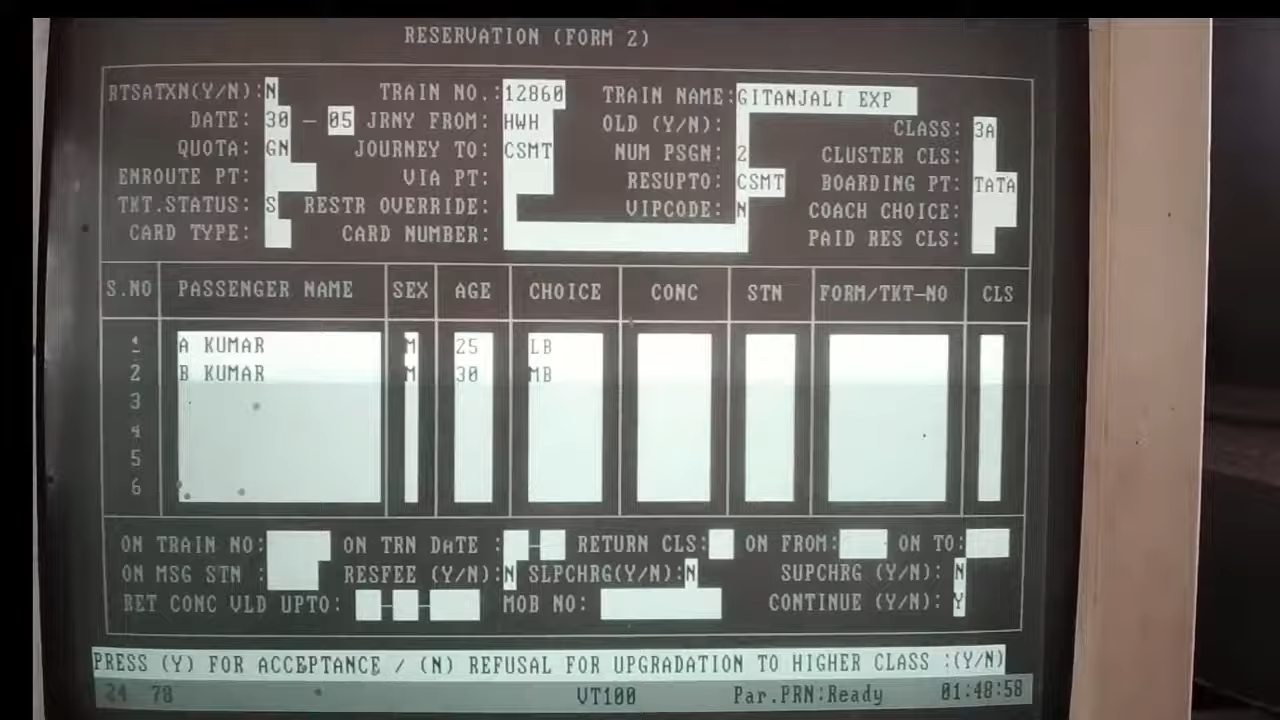 RESERVATION (FORM 2)
RTSATXN(Y/N):N TRAIN NO.:12860 TRAIN NAME:GITANJALI EXP
DATE: 30 - 05 JRNY FROM: HWH OLD (Y/N): CLASS: 3A
QUOTA: GN JOURNEY TO: CSMT NUM PSGN: 2 CLUSTER CLS:
ENROUTE PT: VIA PT: RESUPTO: CSMT BOARDING PT: TATA
TKT.STATUS: S RESTR OVERRIDE: VIPCODE: N COACH CHOICE:
CARD TYPE: CARD NUMBER: PAID RES CLS:
S.NO PASSENGER NAME SEX AGE CHOICE CONC STN FORM/TKT-NO CLS
1 A KUMAR M 25 LB
2 B KUMAR M 30 MB
3
4
5
6
ON TRAIN NO: ON TRN DATE : - RETURN CLS: ON FROM: ON TO:
ON MSG STN : RESFEE (Y/N):N SLPCHRG(Y/N):N SUPCHRG (Y/N): N
RET CONC VLD UPTO: - - MOB NO: CONTINUE (Y/N): Y
PRESS (Y) FOR ACCEPTANCE / (N) REFUSAL FOR UPGRADATION TO HIGHER CLASS :(Y/N)
24 78 VT100 Par.PRN:Ready 01:48:58